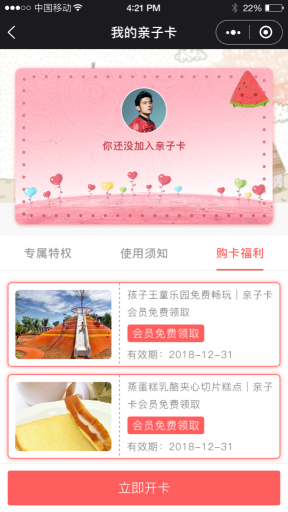 中国移动
4:21 PM
22%
我的亲子卡
你还没加入亲子卡
专属特权
使用须知
购卡福利
孩子王童乐园免费畅玩｜亲子卡
会员免费领取
会员免费领取
有效期：2018-12-31
蒸蛋糕乳酪夹心切片糕点｜亲子
卡会员免费领取
会员免费领取
有效期：2018-12-31
立即开卡